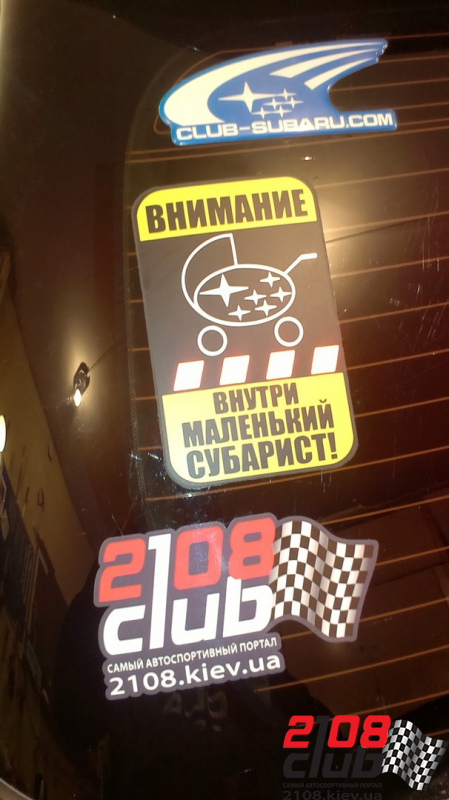 CLUB-SUBARU.COM
ВНИМАНИЕ
ВНУТРИ
МАЛЕНЬКИЙ
СУБАРИСТ!
2108
club
САМЫЙ АВТОСПОРТИВНЫЙ ПОРТАЛ
2108.kiev.ua
2108
club
САМЫЙ АВТОСПОРТИВНЫЙ ПОРТАЛ
2108.kiev.ua